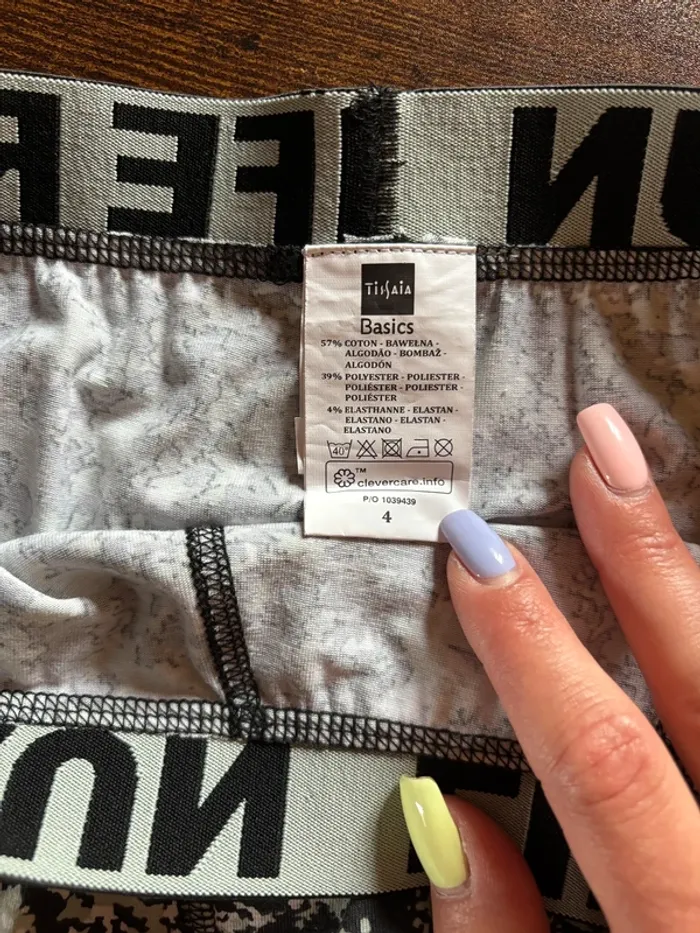 TISSAIA
Basics
57% COTON - BAWEŁNA -
ALGODÃO - BOMBAŽ -
ALGODÓN
39% POLYESTER - POLIESTER -
POLIÉSTER - POLIESTER -
POLIÉSTER
4% ELASTHANNE - ELASTAN -
ELASTANO - ELASTAN -
ELASTANO
40°
™
clevercare.info
P/O 1039439
4